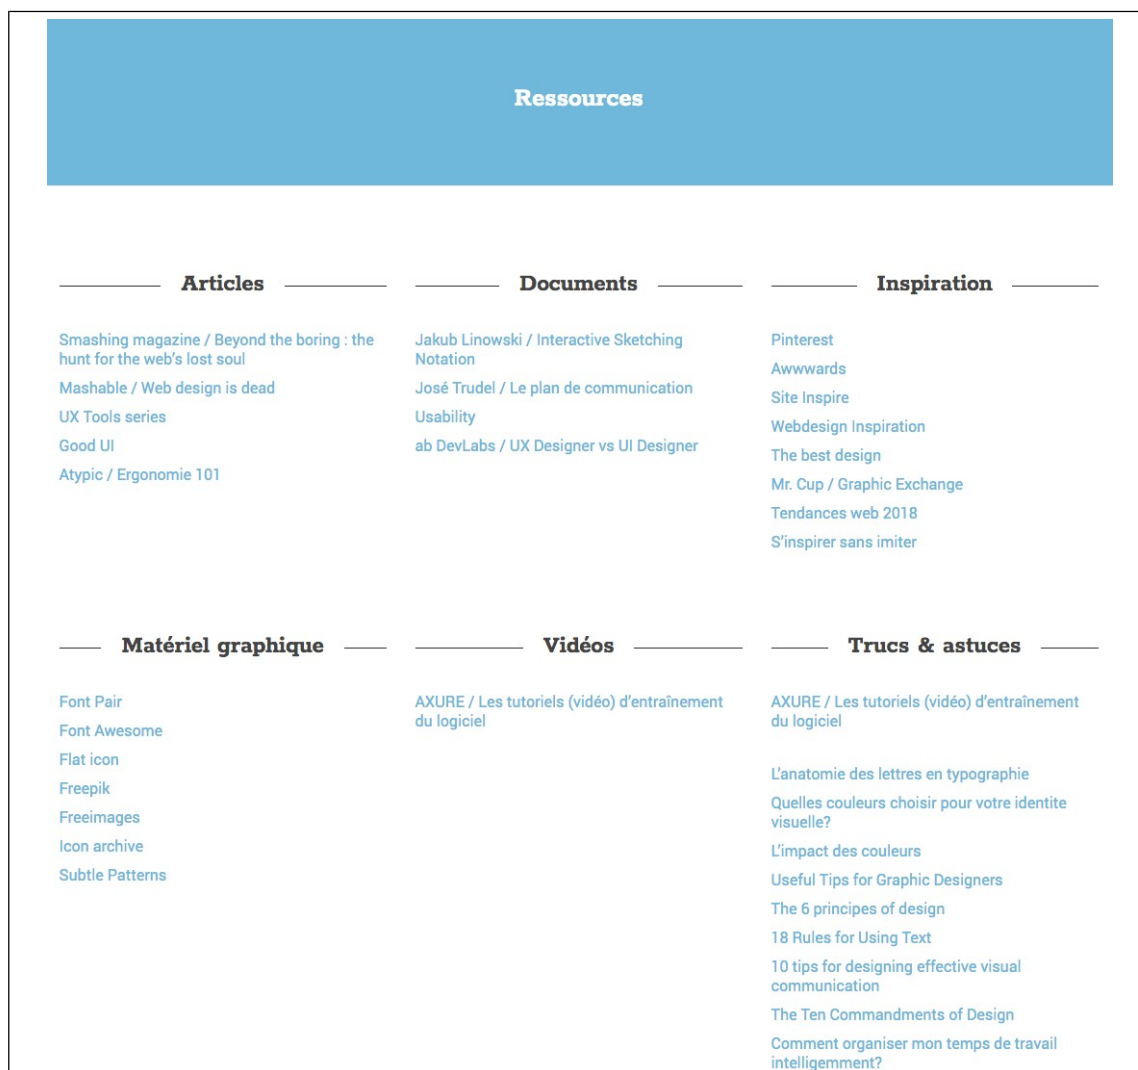 Ressources
Articles
Smashing magazine / Beyond the boring : the
hunt for the web's lost soul
Mashable / Web design is dead
UX Tools series
Good UI
Atypic / Ergonomie 101
Documents
Jakub Linowski / Interactive Sketching
Notation
José Trudel / Le plan de communication
Usability
ab DevLabs / UX Designer vs UI Designer
Inspiration
Pinterest
Awwwards
Site Inspire
Webdesign Inspiration
The best design
Mr. Cup / Graphic Exchange
Tendances web 2018
S'inspirer sans imiter
Matériel graphique
Font Pair
Font Awesome
Flat icon
Freepik
Freeimages
Icon archive
Subtle Patterns
Vidéos
AXURE / Les tutoriels (vidéo) d'entraînement
du logiciel
Trucs & astuces
AXURE / Les tutoriels (vidéo) d'entraînement
du logiciel
L'anatomie des lettres en typographie
Quelles couleurs choisir pour votre identite
visuelle?
L'impact des couleurs
Useful Tips for Graphic Designers
The 6 principes of design
18 Rules for Using Text
10 tips for designing effective visual
communication
The Ten Commandments of Design
Comment organiser mon temps de travail
intelligemment?